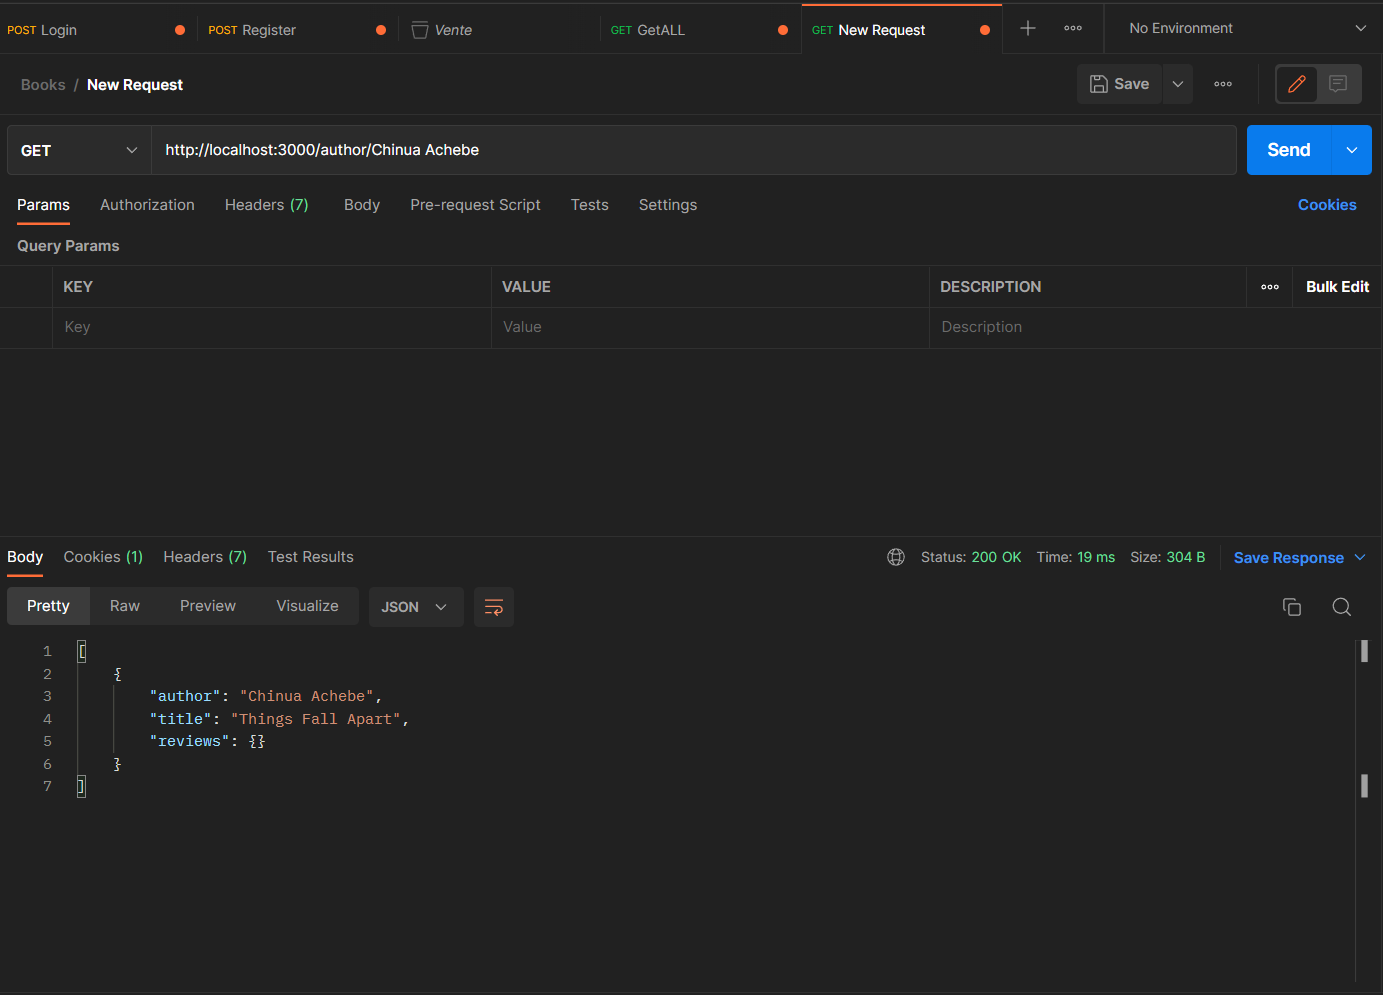 POST Login POST Register Vente GET GetALL GET New Request No Environment
Books / New Request Save
GET http://localhost:3000/author/Chinua Achebe Send
Params Authorization Headers (7) Body Pre-request Script Tests Settings Cookies
Query Params
KEY VALUE DESCRIPTION Bulk Edit
Key Value Description
Body Cookies (1) Headers (7) Test Results Status: 200 OK Time: 19 ms Size: 304 B Save Response
Pretty Raw Preview Visualize JSON
1 [
2 {
3 "author": "Chinua Achebe",
4 "title": "Things Fall Apart",
5 "reviews": {}
6 }
7 ]